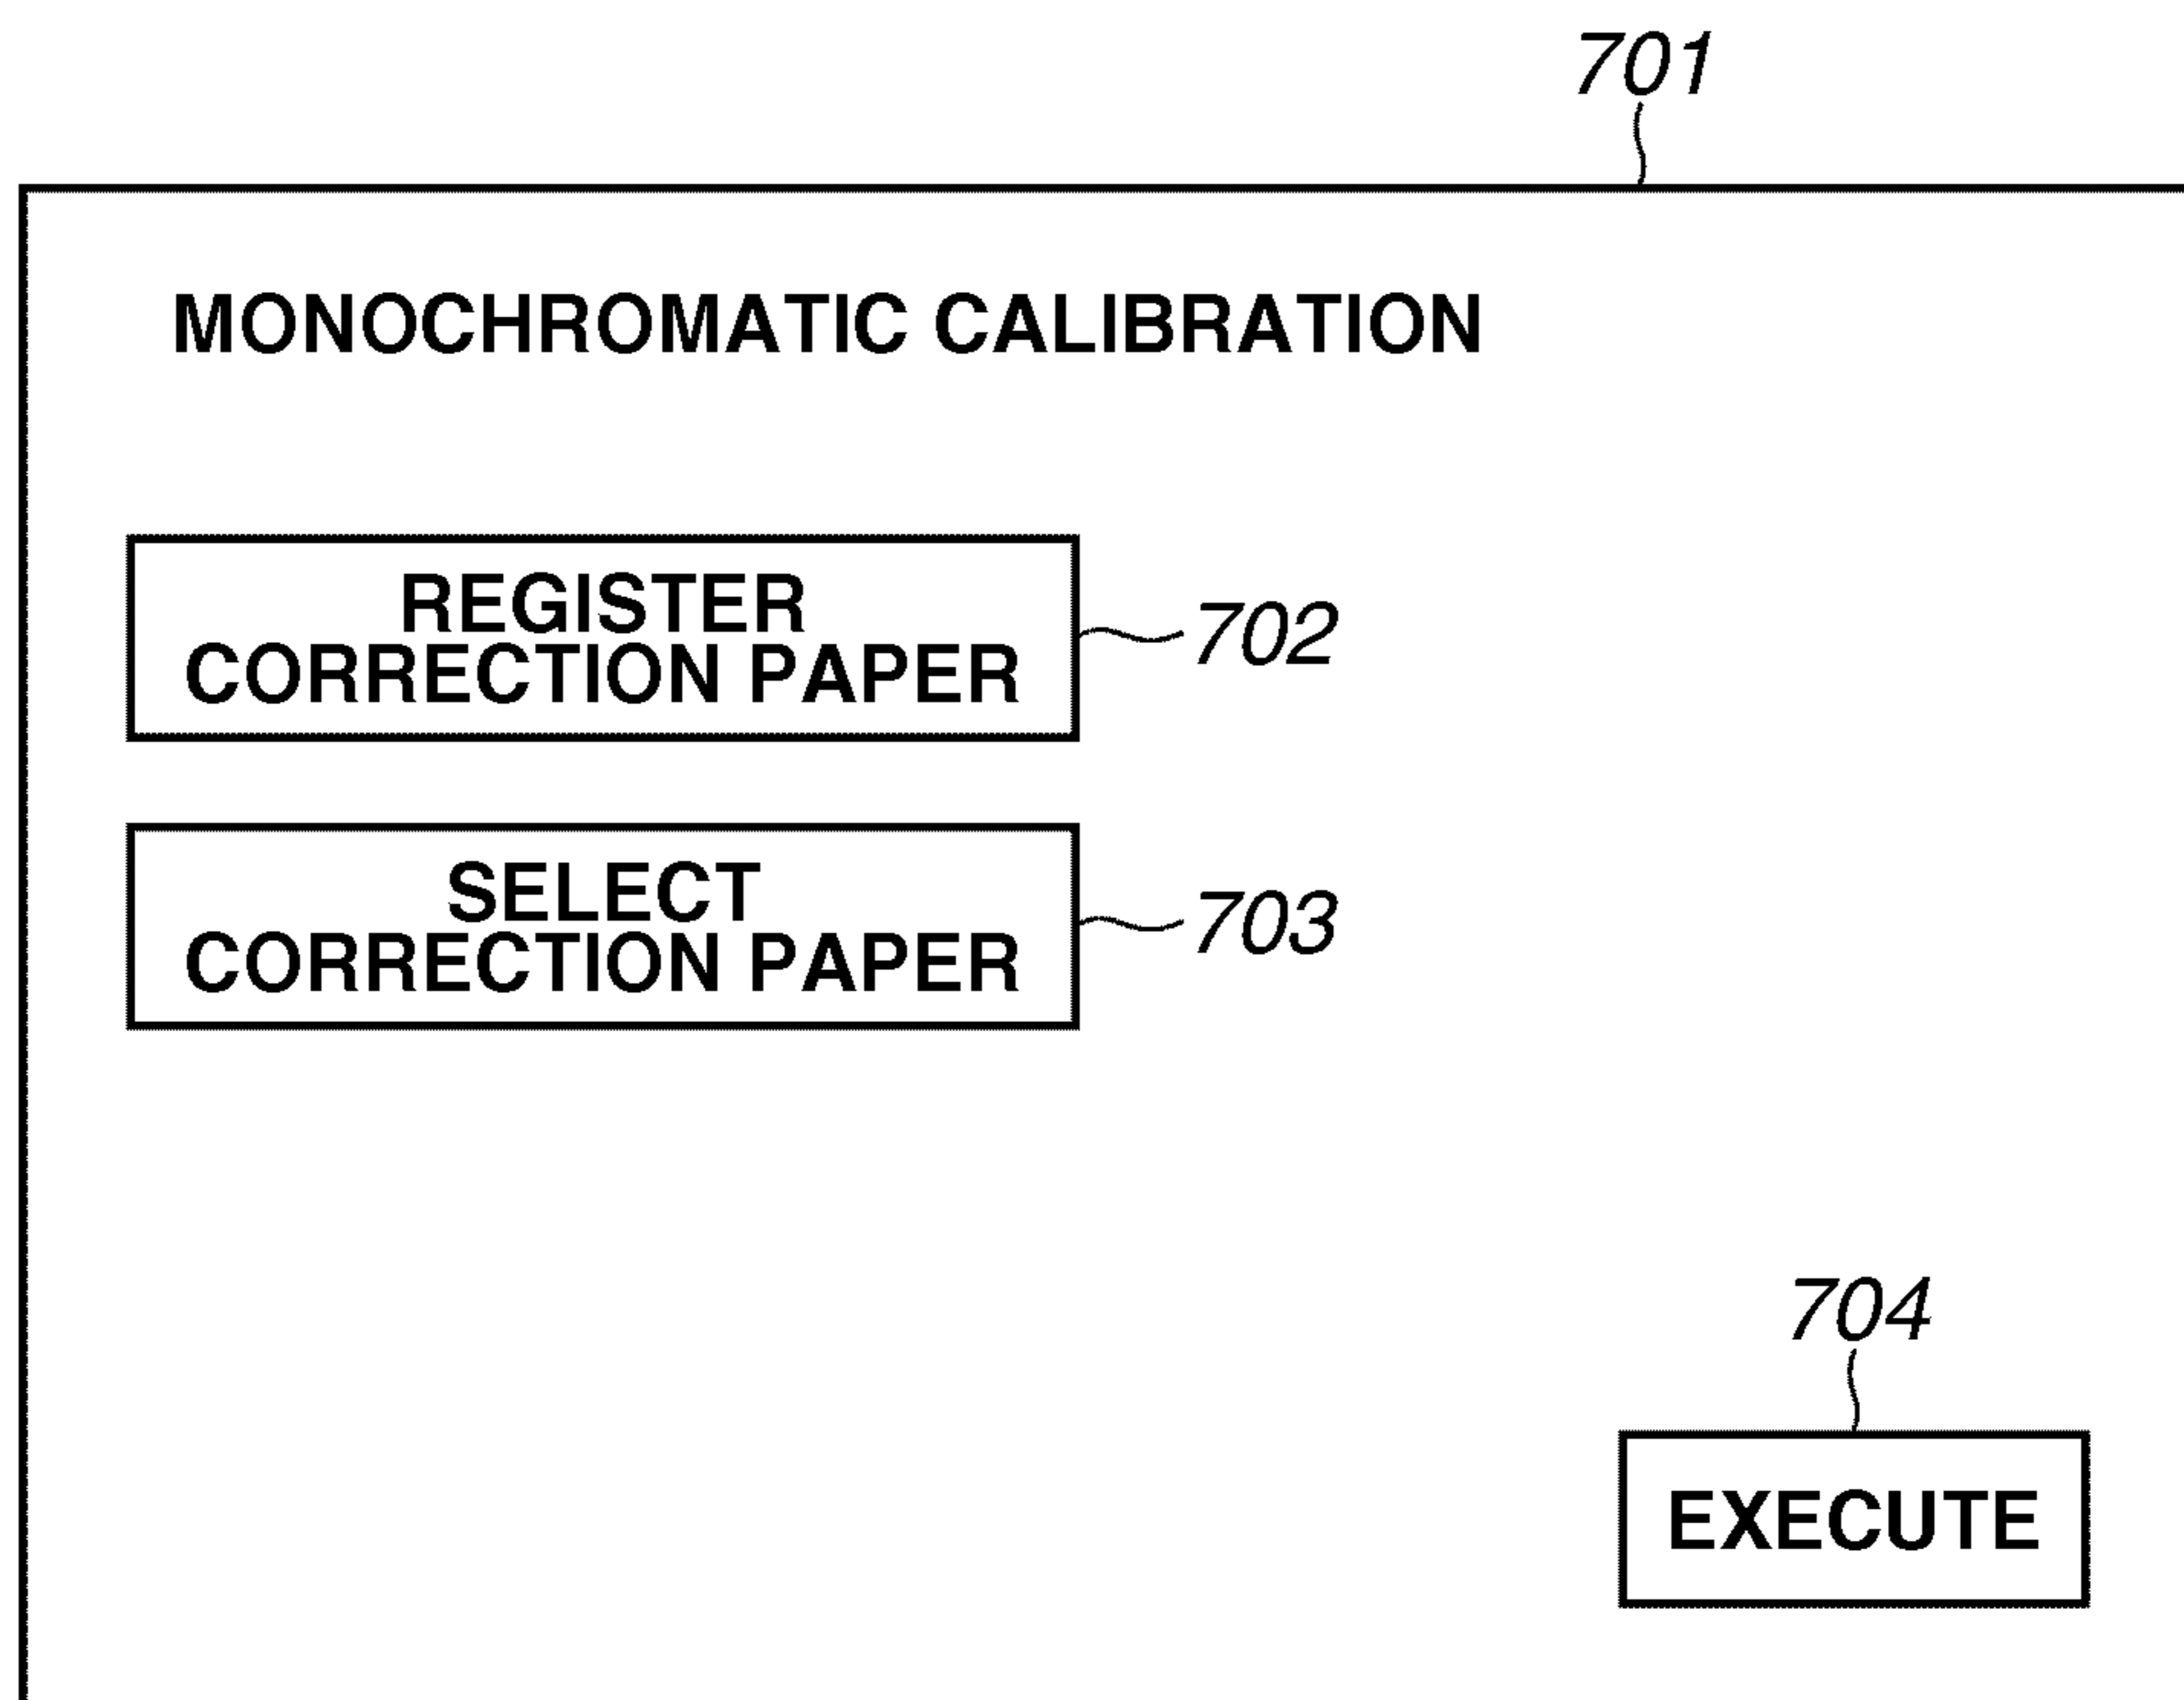 701
MONOCHROMATIC CALIBRATION
REGISTER
CORRECTION PAPER
702
SELECT
CORRECTION PAPER
703
704
EXECUTE